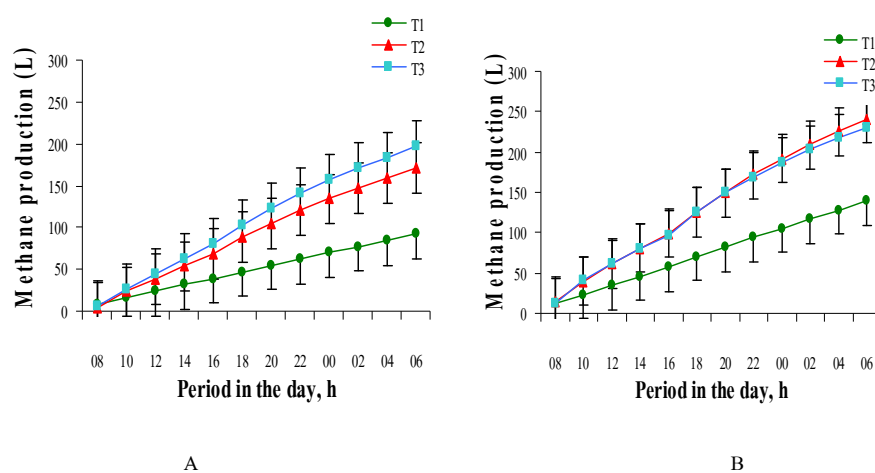 T1
T2
T3
Methane production (L)
300
250
200
150
100
50
0
08 10 12 14 16 18 20 22 00 02 04 06
Period in the day, h
A
T1
T2
T3
Methane production (L)
300
250
200
150
100
50
0
08 10 12 14 16 18 20 22 00 02 04 06
Period in the day, h
B